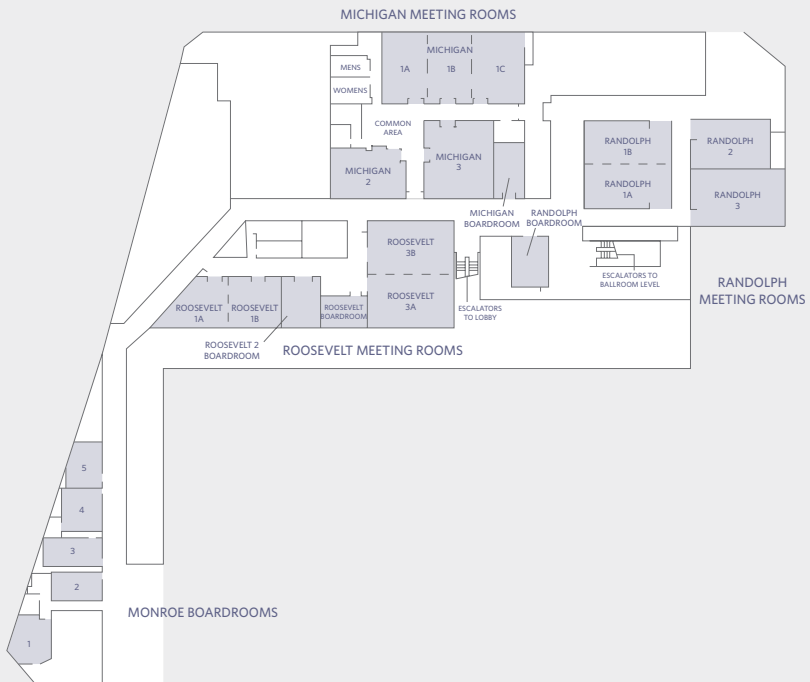 MICHIGAN MEETING ROOMS
MICHIGAN
1A
1B
1C
MENS
WOMENS
COMMON
AREA
MICHIGAN
2
MICHIGAN
3
MICHIGAN
BOARDROOM
RANDOLPH
BOARDROOM
RANDOLPH
1B
RANDOLPH
1A
RANDOLPH
2
RANDOLPH
3
ROOSEVELT
3B
ROOSEVELT
3A
ESCALATORS
TO LOBBY
ESCALATORS TO
BALLROOM LEVEL
RANDOLPH
MEETING ROOMS
ROOSEVELT
1A
ROOSEVELT
1B
ROOSEVELT
BOARDROOM
ROOSEVELT 2
BOARDROOM
ROOSEVELT MEETING ROOMS
5
4
3
2
1
MONROE BOARDROOMS